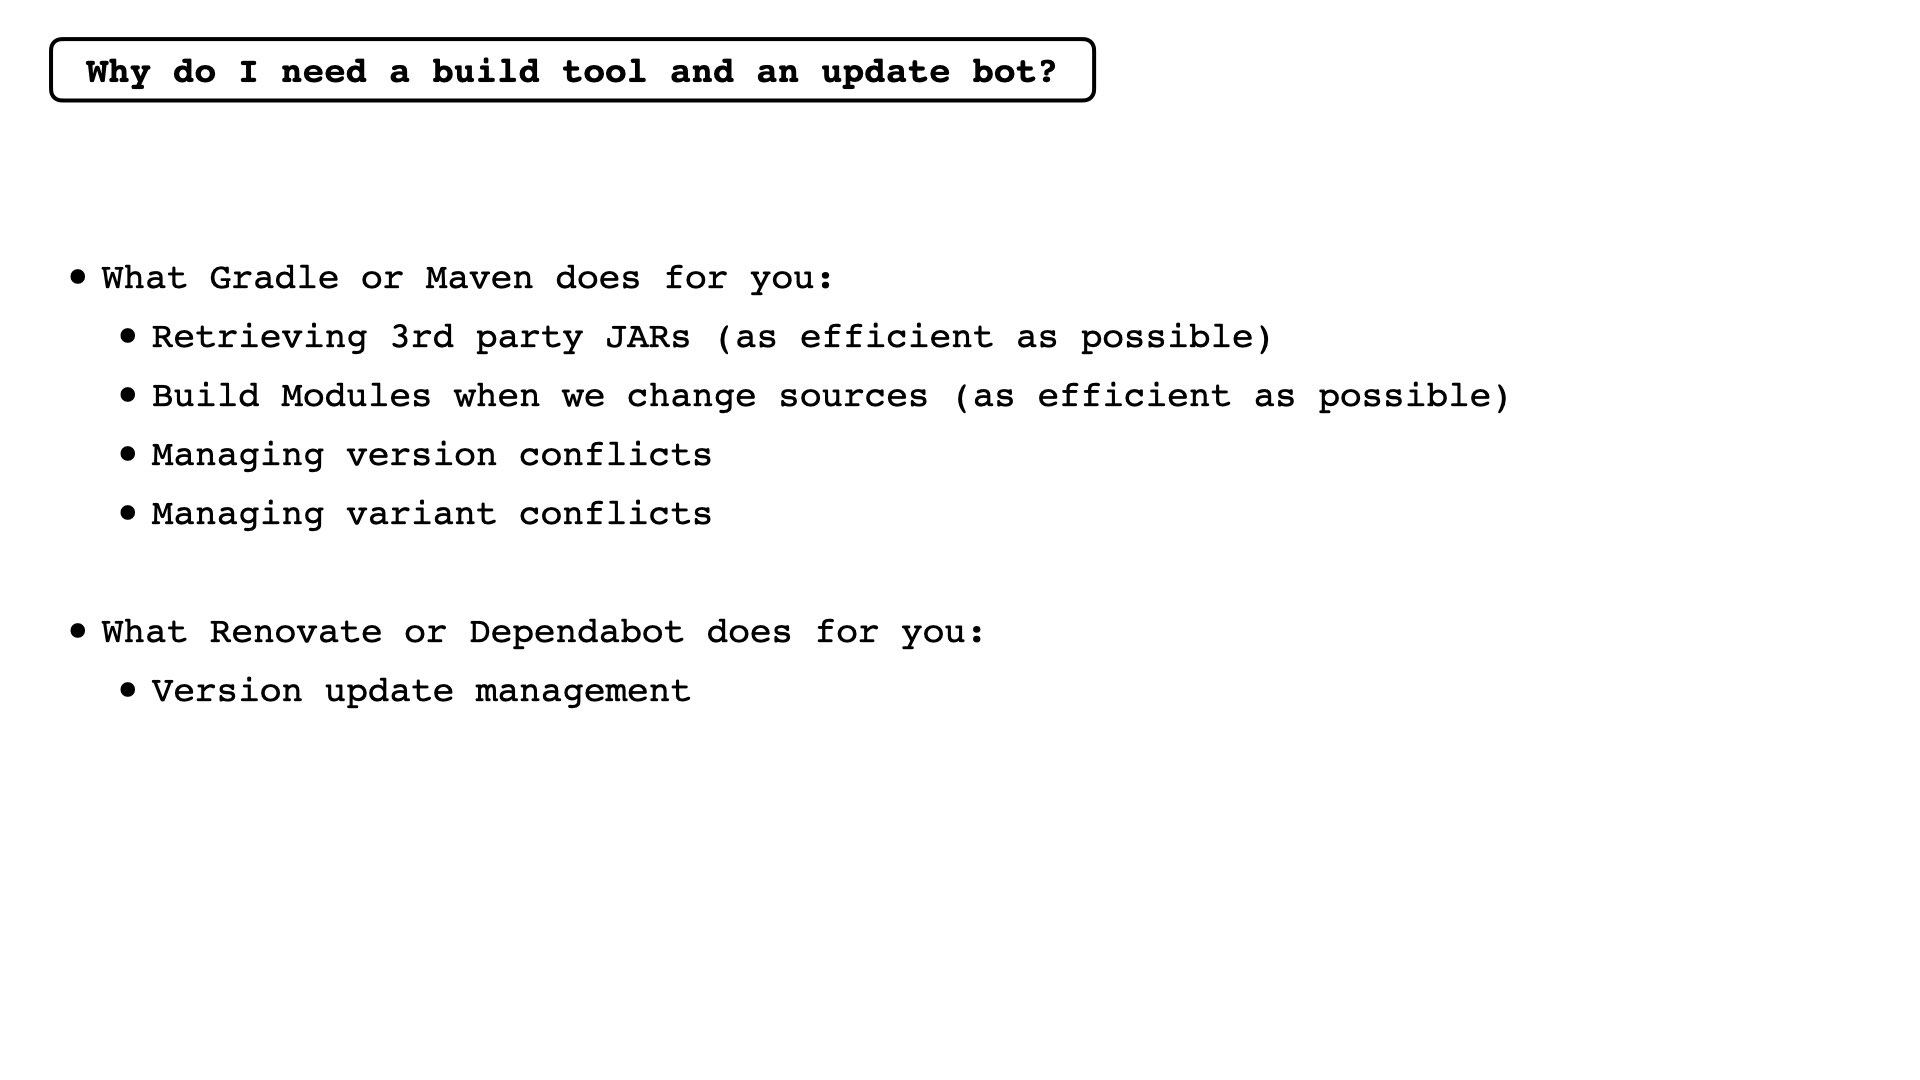 Why do I need a build tool and an update bot?
• What Gradle or Maven does for you:
• Retrieving 3rd party JARs (as efficient as possible)
• Build Modules when we change sources (as efficient as possible)
• Managing version conflicts
• Managing variant conflicts
• What Renovate or Dependabot does for you:
• Version update management